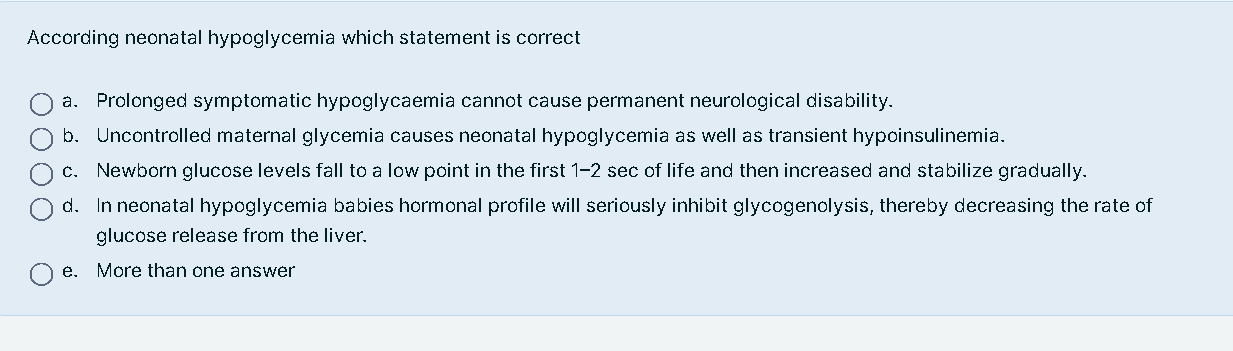 According neonatal hypoglycemia which statement is correct
a. Prolonged symptomatic hypoglycaemia cannot cause permanent neurological disability.
b. Uncontrolled maternal glycemia causes neonatal hypoglycemia as well as transient hypoinsulinemia.
c. Newborn glucose levels fall to a low point in the first 1–2 sec of life and then increased and stabilize gradually.
d. In neonatal hypoglycemia babies hormonal profile will seriously inhibit glycogenolysis, thereby decreasing the rate of
glucose release from the liver.
e. More than one answer